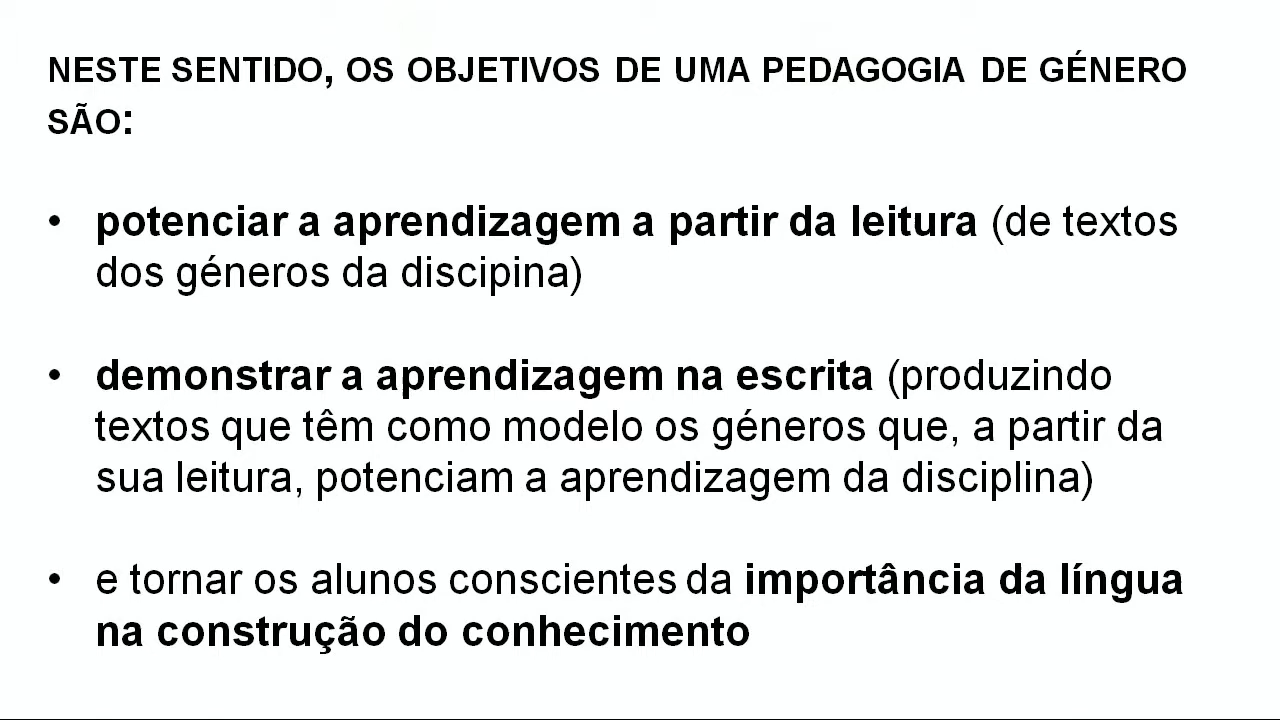 NESTE SENTIDO, OS OBJETIVOS DE UMA PEDAGOGIA DE GÉNERO
SÃO:
• potenciar a aprendizagem a partir da leitura (de textos
dos géneros da discipina)
• demonstrar a aprendizagem na escrita (produzindo
textos que têm como modelo os géneros que, a partir da
sua leitura, potenciam a aprendizagem da disciplina)
• e tornar os alunos conscientes da importância da língua
na construção do conhecimento